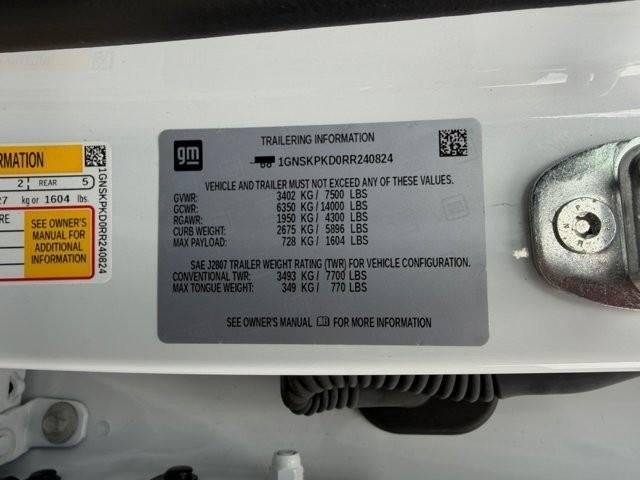 RMATION
2 REAR 5
27 kg or 1604 lbs.
SEE OWNER'S
MANUAL FOR
ADDITIONAL
INFORMATION
1GNSKPKD0RR240824
gm
TRAILERING INFORMATION
1GNSKPKD0RR240824
VEHICLE AND TRAILER MUST NOT EXCEED ANY OF THESE VALUES.
GVWR: 3402 KG / 7500 LBS
GCWR: 6350 KG / 14000 LBS
RGAWR: 1950 KG / 4300 LBS
CURB WEIGHT: 2675 KG / 5896 LBS
MAX PAYLOAD: 728 KG / 1604 LBS
SAE J2807 TRAILER WEIGHT RATING (TWR) FOR VEHICLE CONFIGURATION.
CONVENTIONAL TWR: 3493 KG / 7700 LBS
MAX TONGUE WEIGHT: 349 KG / 770 LBS
SEE OWNER'S MANUAL FOR MORE INFORMATION